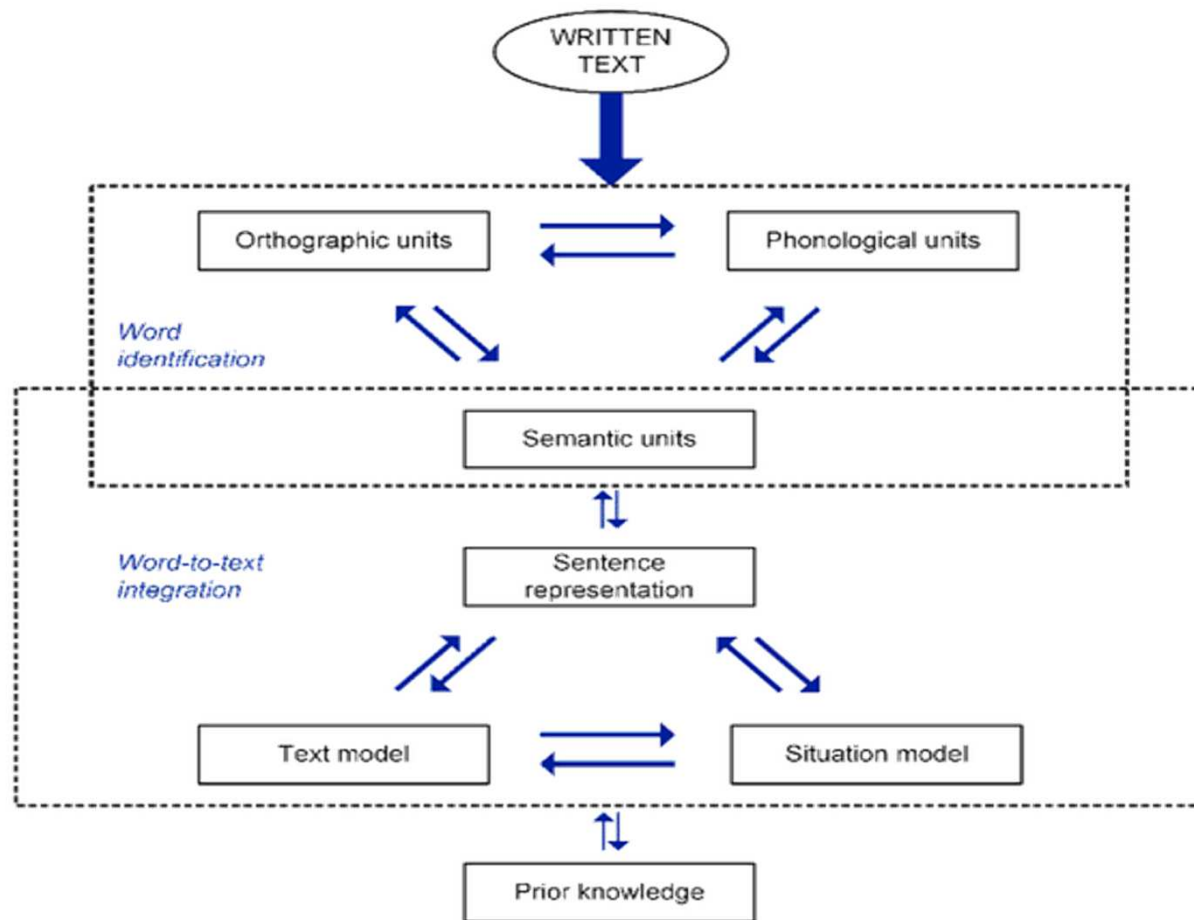 WRITTEN
TEXT
Orthographic units
Phonological units
Word
identification
Semantic units
Word-to-text
integration
Sentence
representation
Text model
Situation model
Prior knowledge